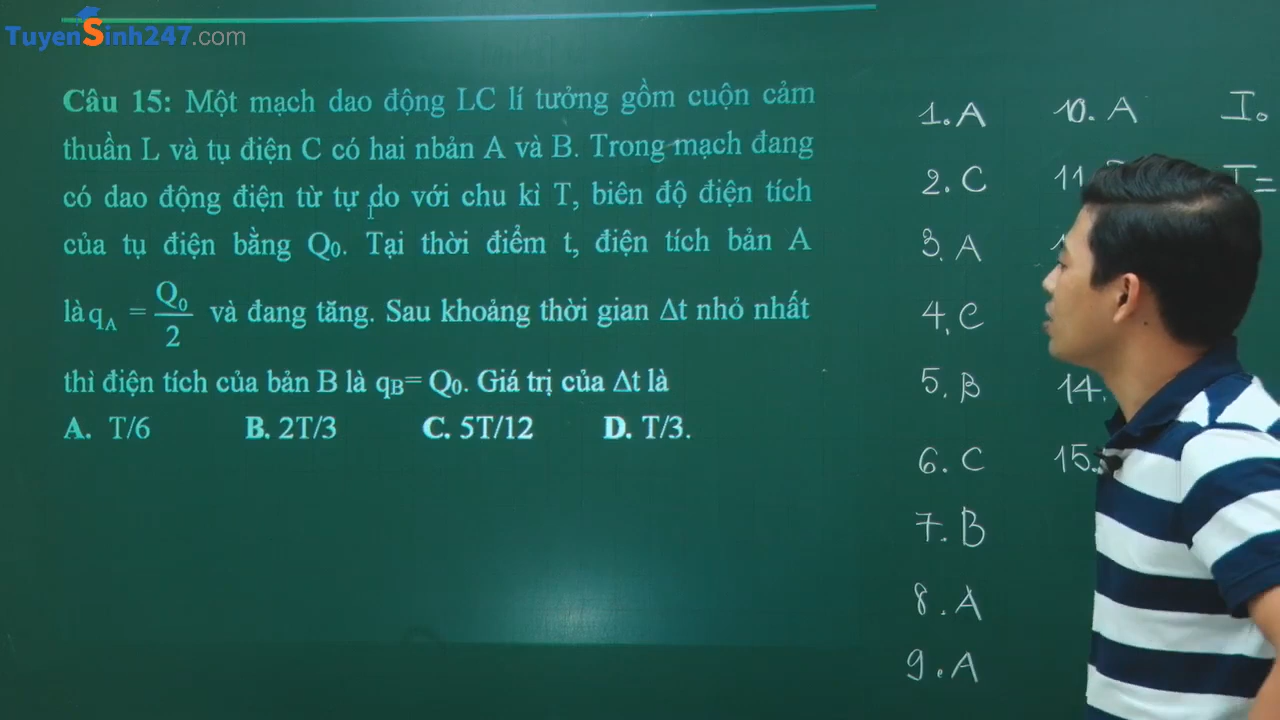 TuyenSinh247.com
Câu 15: Một mạch dao động LC lí tưởng gồm cuộn cảm
thuần L và tụ điện C có hai nbản A và B. Trong mạch đang
có dao động điện từ tự do với chu kì T, biên độ điện tích
của tụ điện bằng Q₀. Tại thời điểm t, điện tích bản A
là q_A = Q₀/2 và đang tăng. Sau khoảng thời gian Δt nhỏ nhất
thì điện tích của bản B là q_B= Q₀. Giá trị của Δt là
A. T/6 B. 2T/3 C. 5T/12 D. T/3.
1. A
2. C
3. A
4. C
5. B
6. C
7. B
8. A
9. A
10. A
11.
14.
15.
I₀
I=